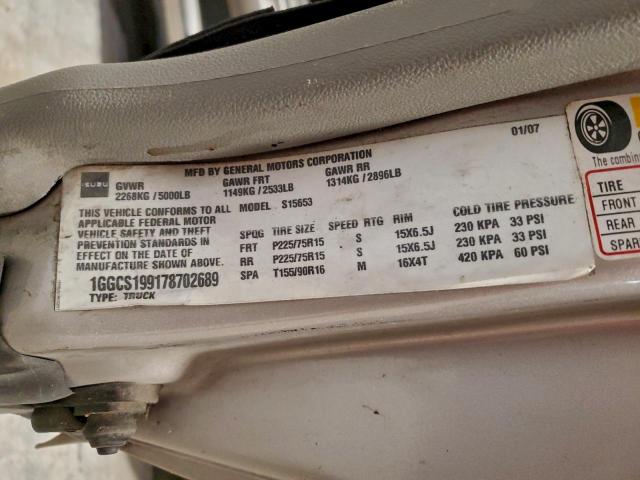 01/07
MFD BY GENERAL MOTORS CORPORATION
ISUZU GVWR GAWR FRT GAWR RR
2268KG / 5000LB 1149KG / 2533LB 1314KG / 2896LB
THIS VEHICLE CONFORMS TO ALL MODEL S15653
APPLICABLE FEDERAL MOTOR
VEHICLE SAFETY AND THEFT
PREVENTION STANDARDS IN
EFFECT ON THE DATE OF
MANUFACTURE SHOWN ABOVE.
SPQG TIRE SIZE SPEED RTG RIM COLD TIRE PRESSURE
FRT P225/75R15 S 15X6.5J 230 KPA 33 PSI
RR P225/75R15 S 15X6.5J 230 KPA 33 PSI
SPA T155/90R16 M 16X4T 420 KPA 60 PSI
1GGCS199178702689
TYPE: TRUCK
The combin
TIRE
FRONT
REAR
SPAR